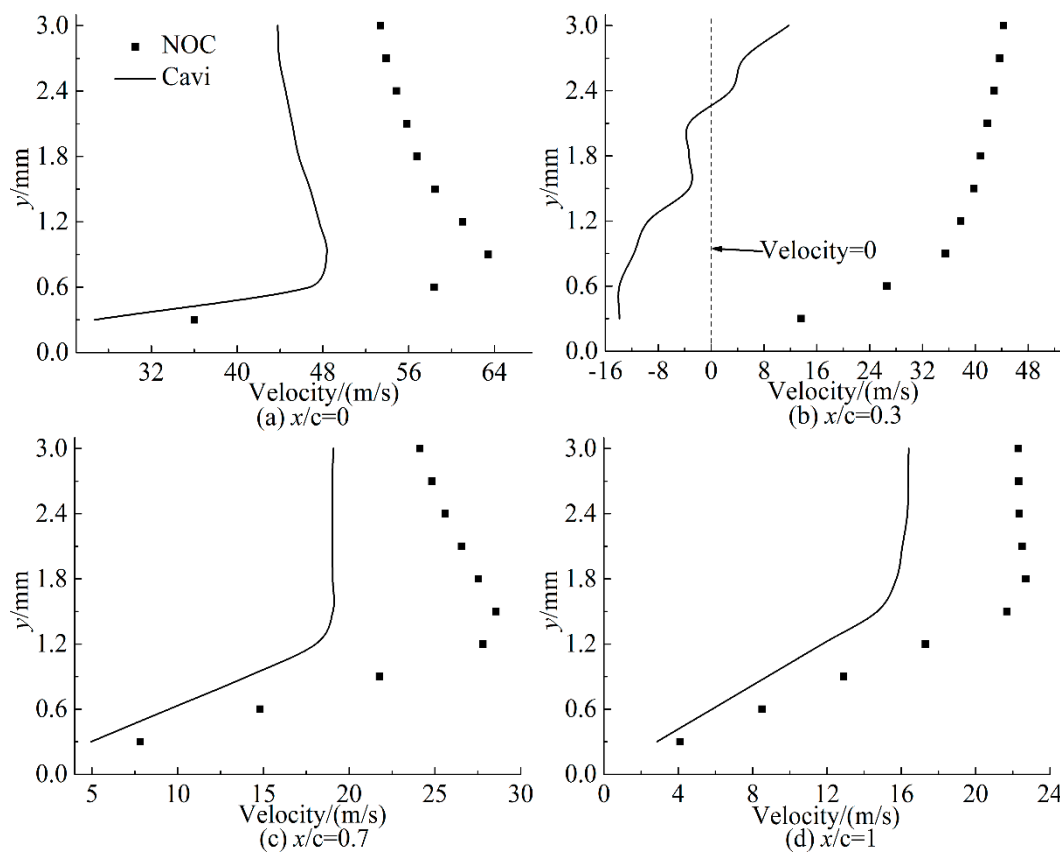 3.0
2.4
1.8
1.2
0.6
0.0
y/mm
NOC
Cavi
32 40 48 56 64
Velocity/(m/s)
(a) x/c=0
3.0
2.4
1.8
1.2
0.6
0.0
y/mm
Velocity=0
-16 -8 0 8 16 24 32 40 48
Velocity/(m/s)
(b) x/c=0.3
3.0
2.4
1.8
1.2
0.6
0.0
y/mm
5 10 15 20 25 30
Velocity/(m/s)
(c) x/c=0.7
3.0
2.4
1.8
1.2
0.6
0.0
y/mm
0 4 8 12 16 20 24
Velocity/(m/s)
(d) x/c=1